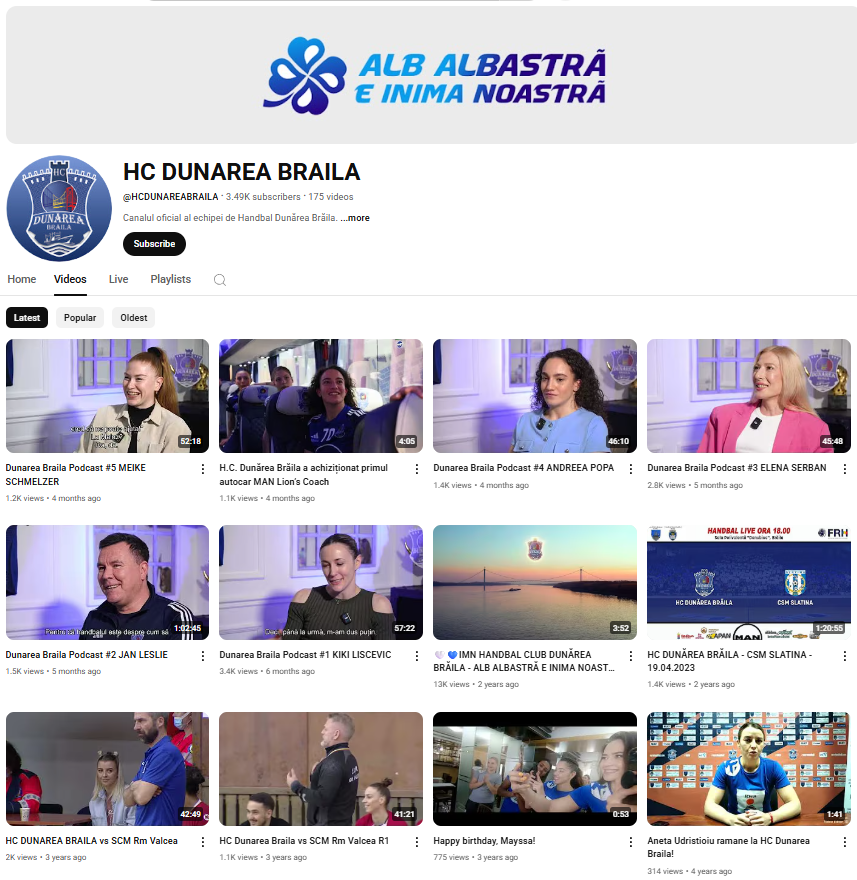 ALB ALBASTRĂ
E INIMA NOASTRĂ
HC
DUNĂREA
BRAILA
HC DUNAREA BRAILA
@HCDUNAREABRAILA · 3.49K subscribers · 175 videos
Canalul oficial al echipei de Handbal Dunărea Brăila. ...more
Subscribe
Home Videos Live Playlists
Latest Popular Oldest
52:18
4:05
46:10
45:48
Dunarea Braila Podcast #5 MEIKE
SCHMELZER
1.2K views • 4 months ago
H.C. Dunărea Brăila a achiziționat primul
autocar MAN Lion's Coach
1.1K views • 4 months ago
Dunarea Braila Podcast #4 ANDREEA POPA
1.4K views • 4 months ago
Dunarea Braila Podcast #3 ELENA SERBAN
2.8K views • 5 months ago
Pentru că handbalul este despre cum să
1:02:45
Deci până la urmă, m-am dus puțin.
57:22
3:52
HANDBAL LIVE ORA 18.00
FRH
HC DUNĂREA BRĂILA
CSM SLATINA
MAN
1:20:55
Dunarea Braila Podcast #2 JAN LESLIE
1.5K views • 5 months ago
Dunarea Braila Podcast #1 KIKI LISCEVIC
3.4K views • 6 months ago
🤍 💙IMN HANDBAL CLUB DUNĂREA
BRĂILA - ALB ALBASTRĂ E INIMA NOAST...
13K views • 2 years ago
HC DUNĂREA BRĂILA - CSM SLATINA -
19.04.2023
1.4K views • 2 years ago
42:49
41:21
0:53
1:41
HC DUNAREA BRAILA vs SCM Rm Valcea
2K views • 3 years ago
HC Dunarea Braila vs SCM Rm Valcea R1
1.1K views • 3 years ago
Happy birthday, Mayssa!
775 views • 3 years ago
Aneta Udristioiu ramane la HC Dunarea
Braila!
314 views • 4 years ago